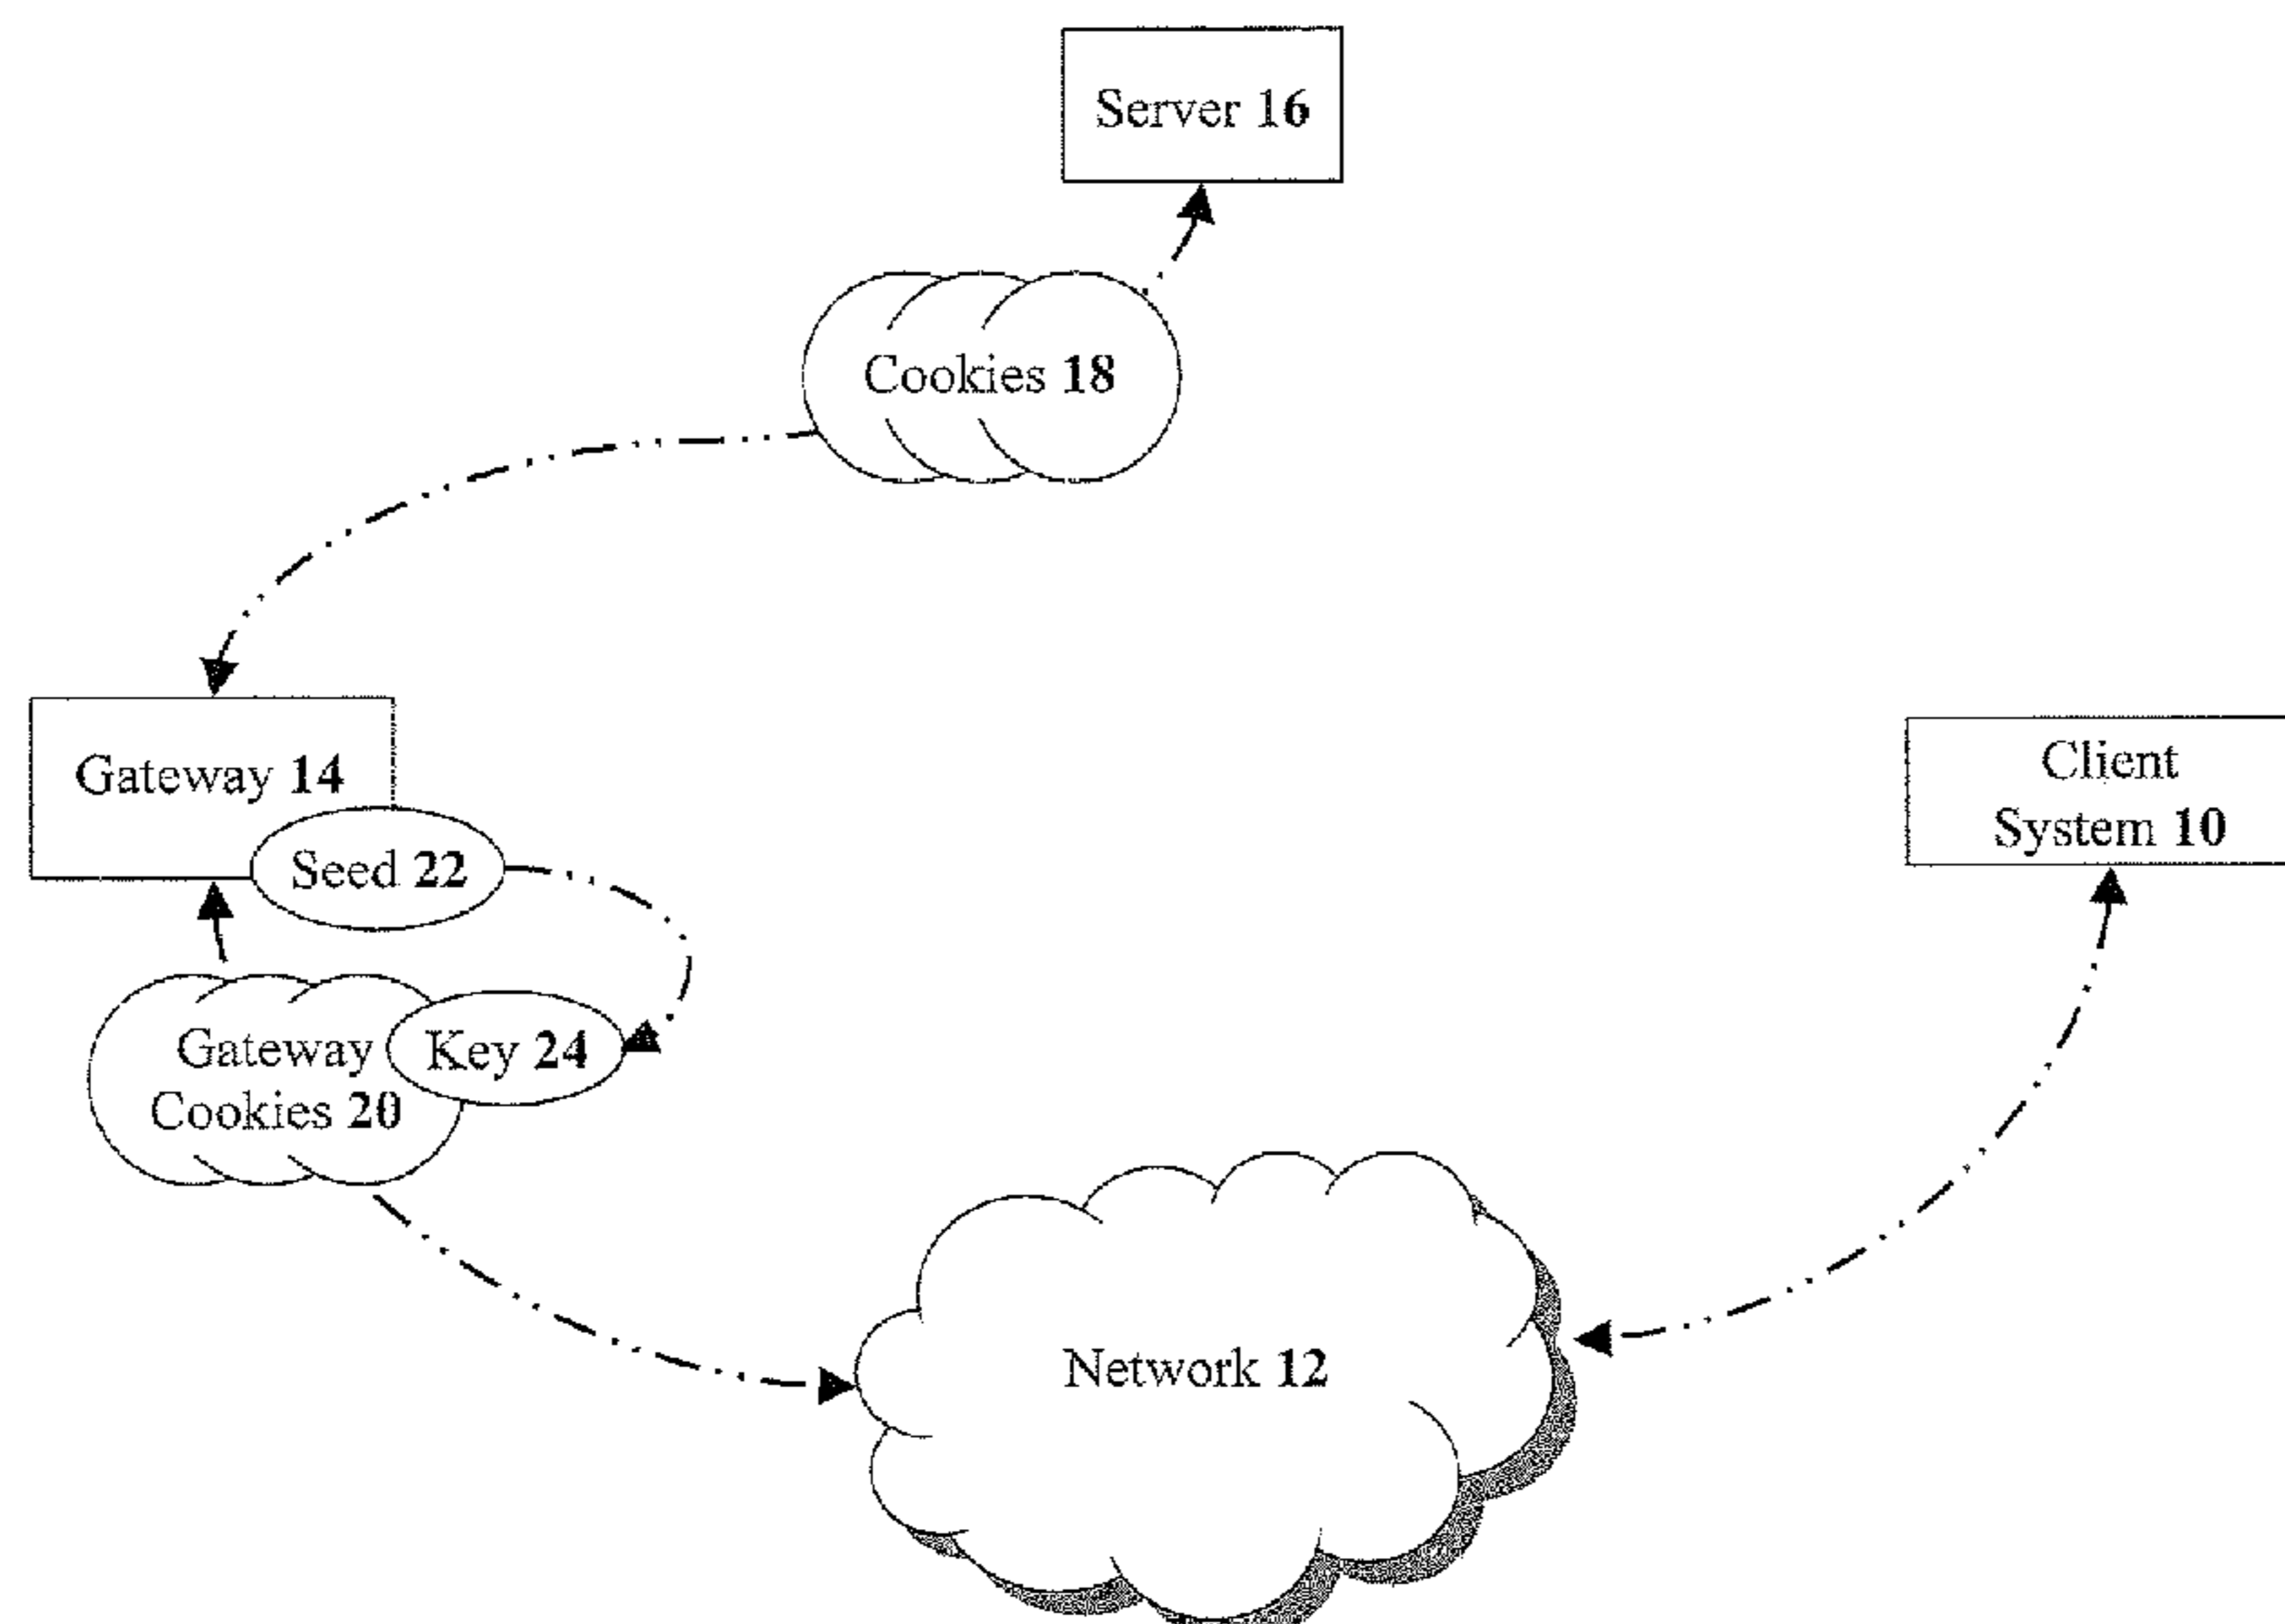 Server 16
Cookies 18
Gateway 14
Seed 22
Client
System 10
Gateway
Cookies 20
Key 24
Network 12